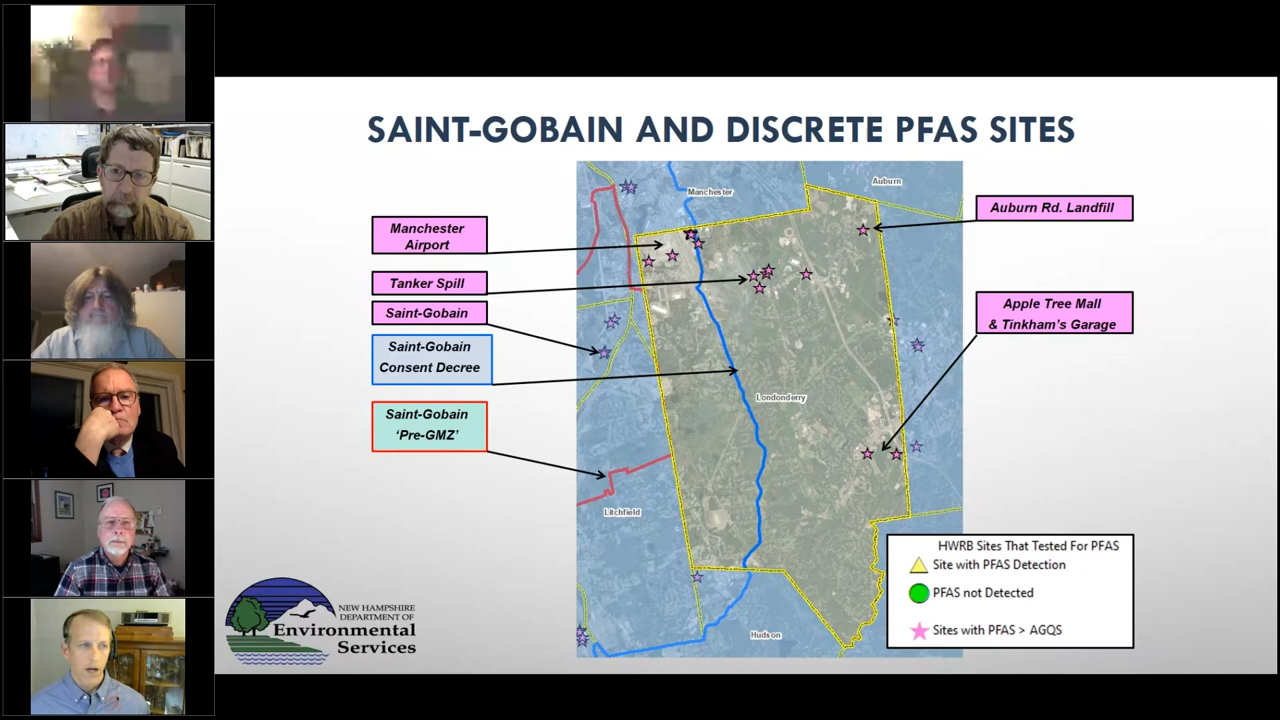 SAINT-GOBAIN AND DISCRETE PFAS SITES
Manchester
Airport
Tanker Spill
Saint-Gobain
Saint-Gobain
Consent Decree
Saint-Gobain
'Pre-GMZ'
Manchester
Auburn
Londonderry
Litchfield
Hudson
Auburn Rd. Landfill
Apple Tree Mall
& Tinkham's Garage
HWRB Sites That Tested For PFAS
Site with PFAS Detection
PFAS not Detected
Sites with PFAS > AGQS
NEW HAMPSHIRE
DEPARTMENT OF
Environmental
Services